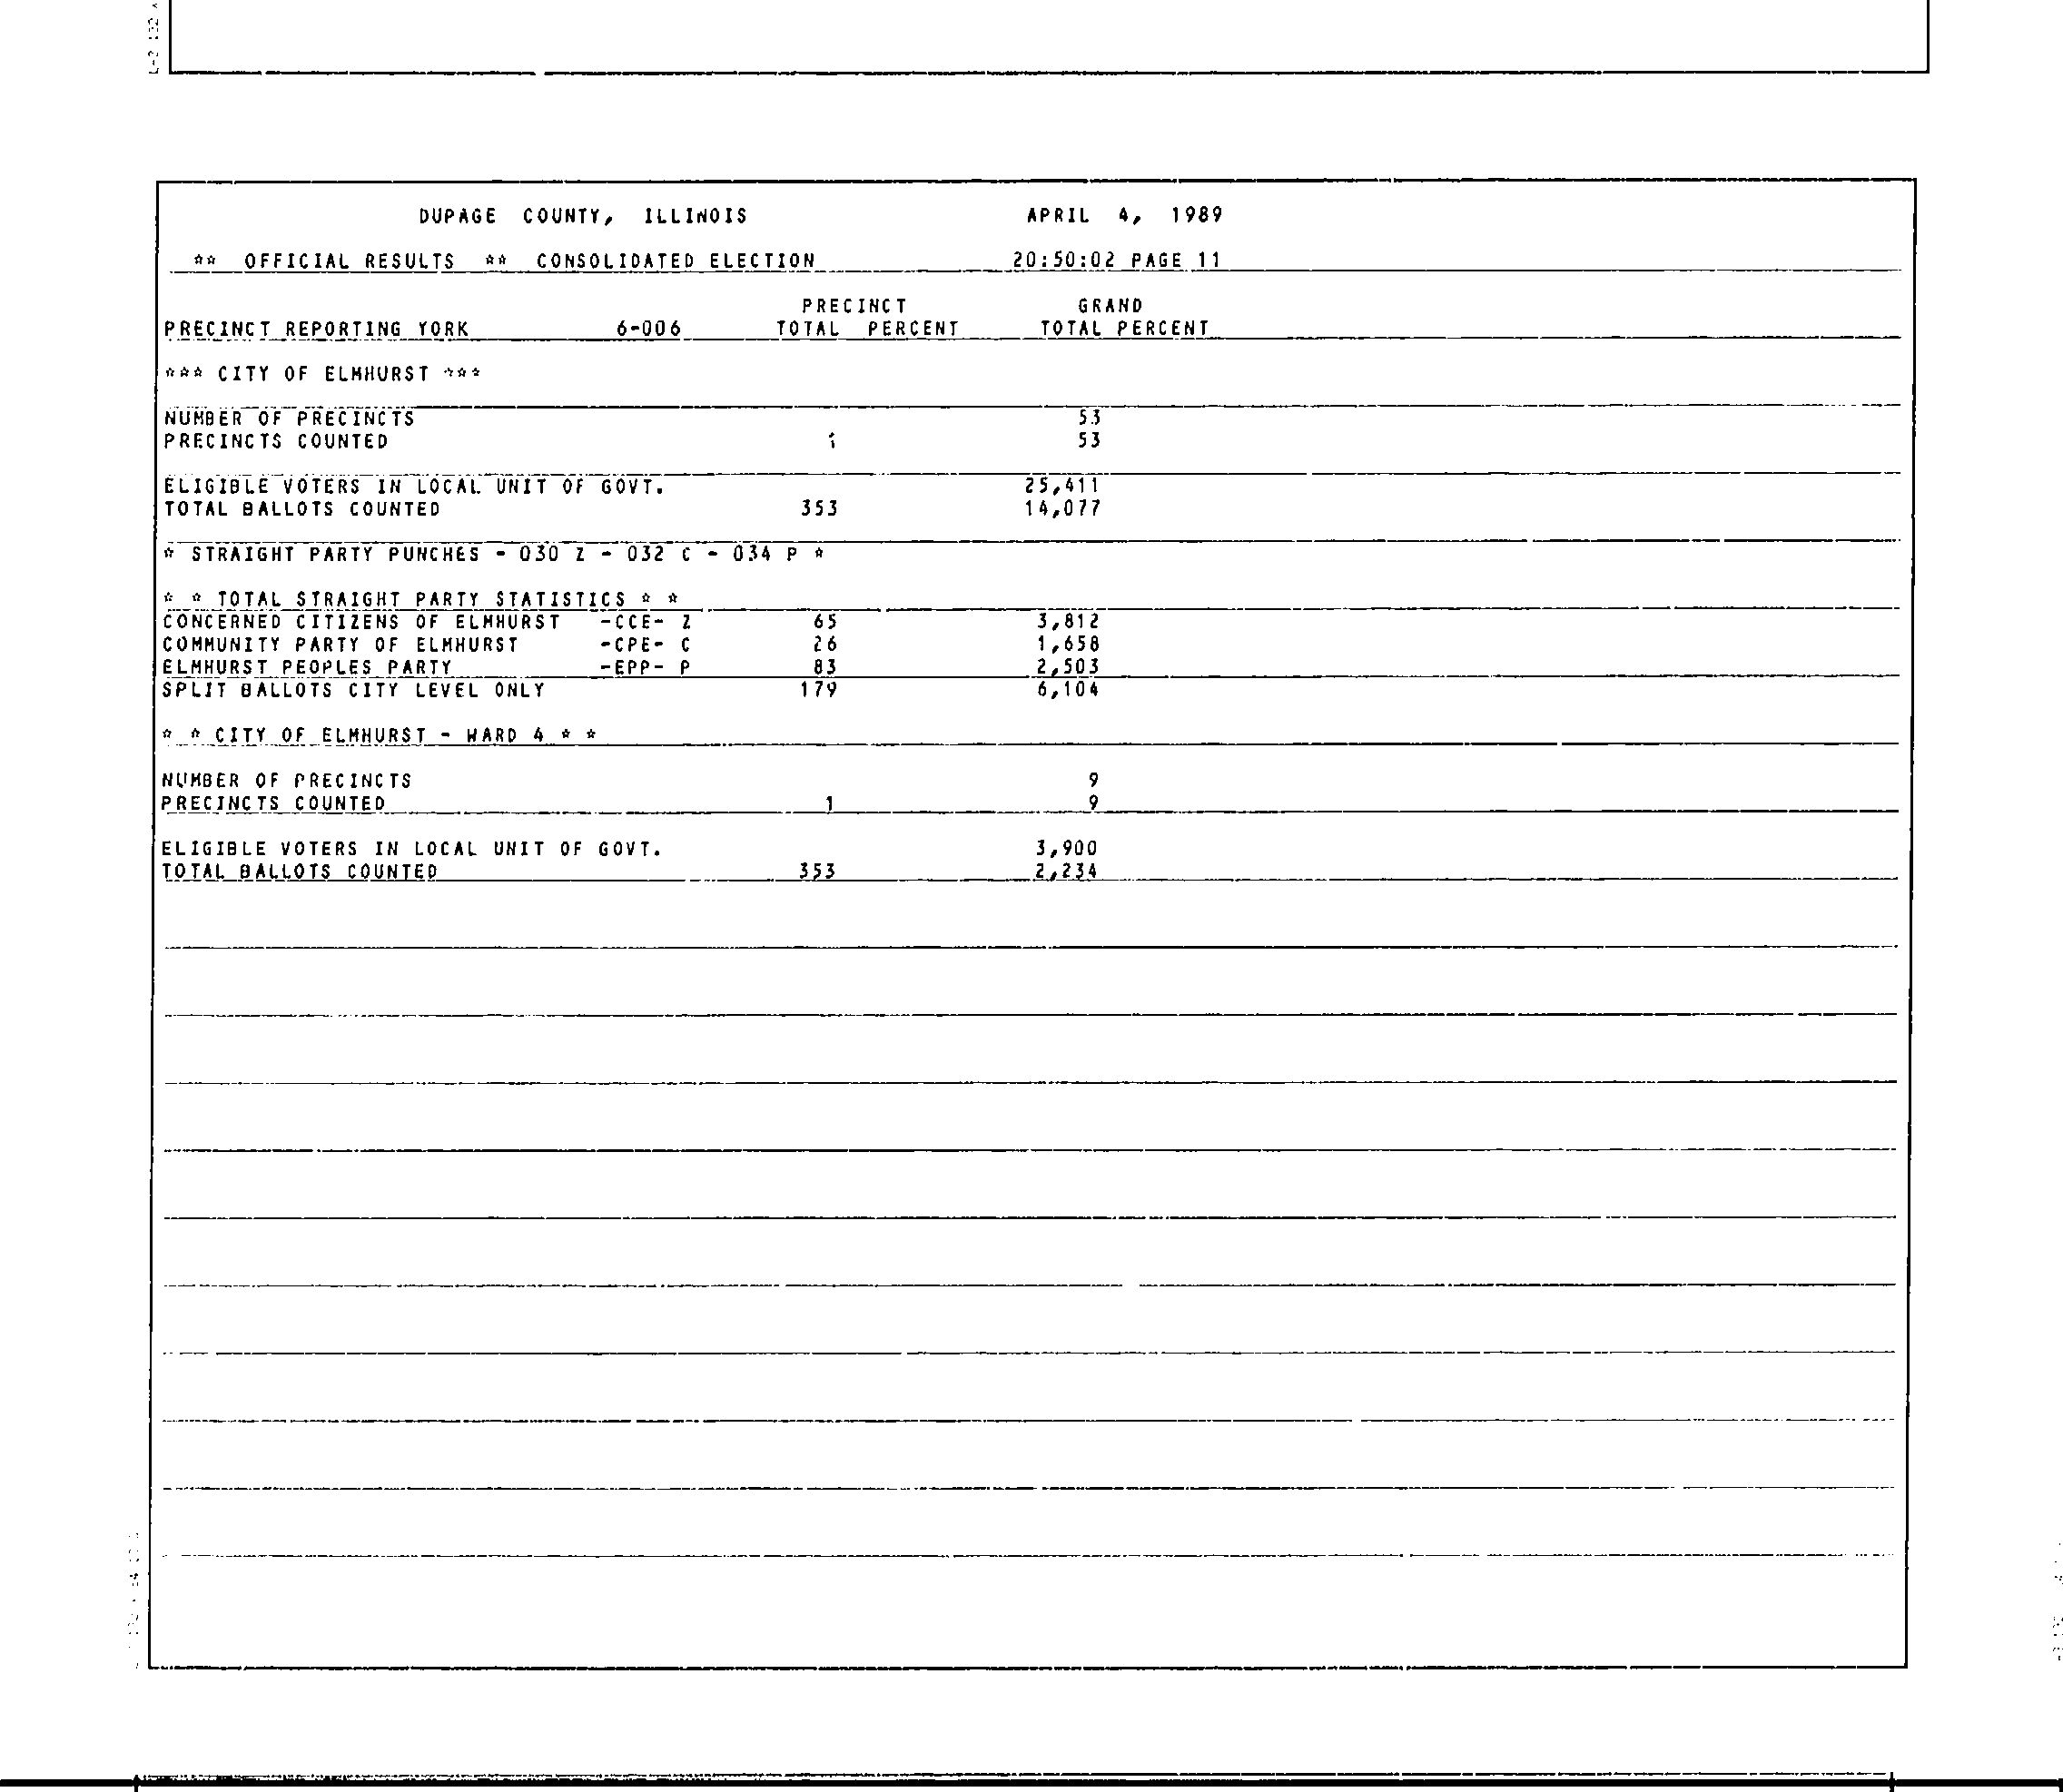 DUPAGE COUNTY, ILLINOIS APRIL 4, 1989
** OFFICIAL RESULTS ** CONSOLIDATED ELECTION 20:50:02 PAGE 11
PRECINCT GRAND
PRECINCT REPORTING YORK 6-006 TOTAL PERCENT TOTAL PERCENT
*** CITY OF ELMHURST ***
NUMBER OF PRECINCTS 53
PRECINCTS COUNTED 1 53
ELIGIBLE VOTERS IN LOCAL UNIT OF GOVT. 25,411
TOTAL BALLOTS COUNTED 353 14,077
* STRAIGHT PARTY PUNCHES - 030 Z - 032 C - 034 P *
* * TOTAL STRAIGHT PARTY STATISTICS * *
CONCERNED CITIZENS OF ELMHURST -CCE- Z 65 3,812
COMMUNITY PARTY OF ELMHURST -CPE- C 26 1,658
ELMHURST PEOPLES PARTY -EPP- P 83 2,503
SPLIT BALLOTS CITY LEVEL ONLY 179 6,104
* * CITY OF ELMHURST - WARD 4 * *
NUMBER OF PRECINCTS 9
PRECINCTS COUNTED 1 9
ELIGIBLE VOTERS IN LOCAL UNIT OF GOVT. 3,900
TOTAL BALLOTS COUNTED 353 2,234